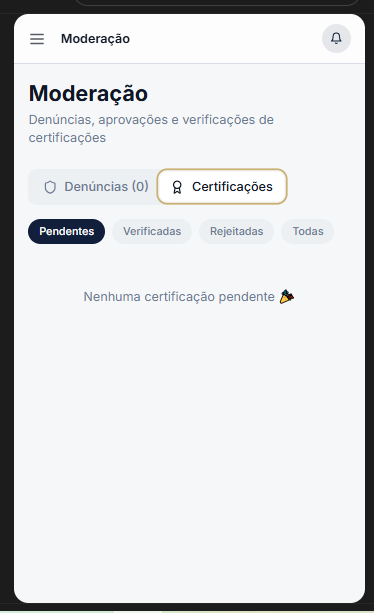 Moderação
Moderação
Denúncias, aprovações e verificações de
certificações
Denúncias (0) Certificações
Pendentes Verificadas Rejeitadas Todas
Nenhuma certificação pendente 🎉